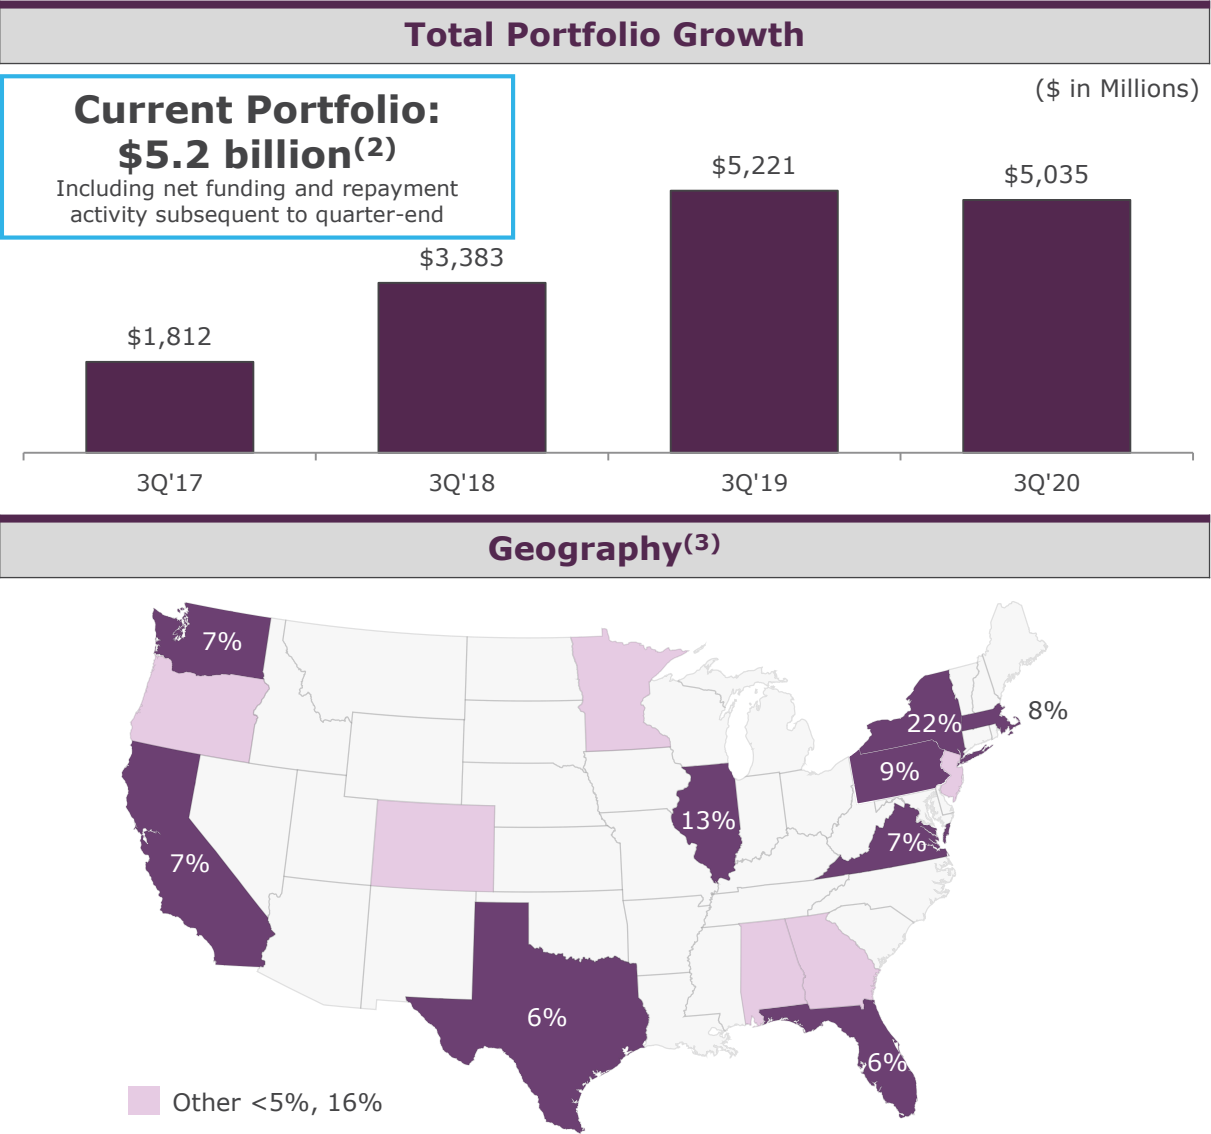 Total Portfolio Growth
($ in Millions)
Current Portfolio:
$5.2 billion(2)
Including net funding and repayment
activity subsequent to quarter-end
$1,812
$3,383
$5,221
$5,035
3Q'17
3Q'18
3Q'19
3Q'20
Geography(3)
7%
22%
8%
9%
13%
7%
7%
6%
6%
Other <5%, 16%